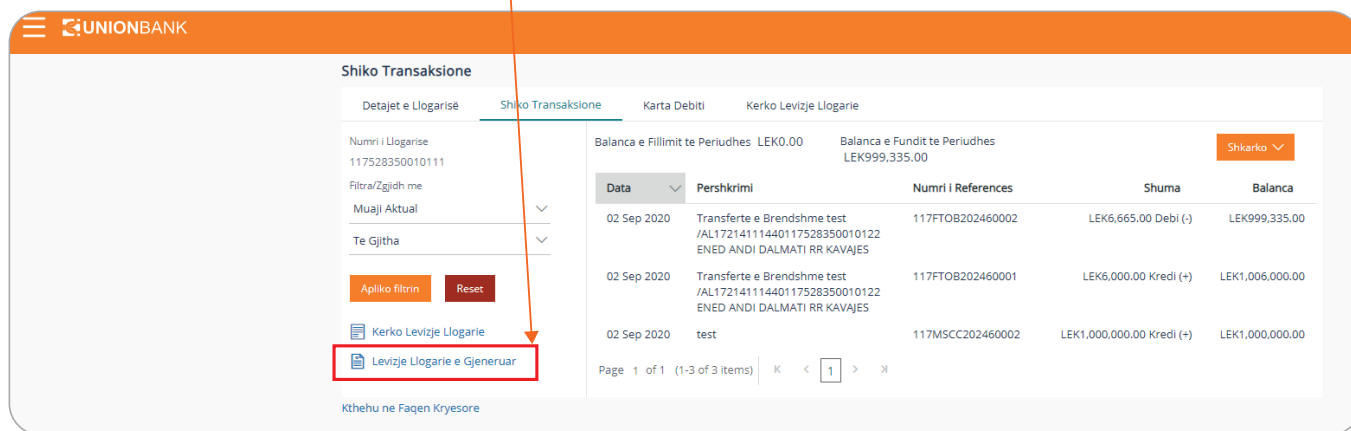 UNIONBANK
Shiko Transaksione
Detajet e Llogarisë Shiko Transaksione Karta Debiti Kerko Levizje Llogarie
Numri i Llogarise
117528350010111
Filtra/Zgjidh me
Muaji Aktual
Te Gjitha
Apliko filtrin Reset
Kerko Levizje Llogarie
Levizje Llogarie e Gjeneruar
Kthehu ne Faqen Kryesore
Balanca e Fillimit te Periudhes LEK0.00 Balanca e Fundit te Periudhes
LEK999,335.00
Shkarko
Data Pershkrimi Numri i References Shuma Balanca
02 Sep 2020 Transferte e Brendshme test 117FTOB202460002 LEK6,665.00 Debi (-) LEK999,335.00
/AL17214111440117528350010122
ENED ANDI DALMATI RR KAVAJES
02 Sep 2020 Transferte e Brendshme test 117FTOB202460001 LEK6,000.00 Kredi (+) LEK1,006,000.00
/AL17214111440117528350010122
ENED ANDI DALMATI RR KAVAJES
02 Sep 2020 test 117MSCC202460002 LEK1,000,000.00 Kredi (+) LEK1,000,000.00
Page 1 of 1 (1-3 of 3 items) 1